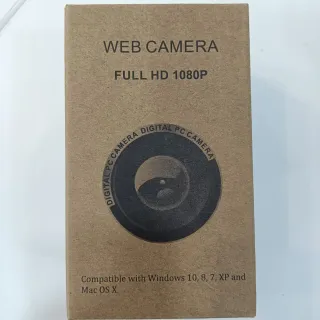 WEB CAMERA
FULL HD 1080P
DIGITAL PC CAMERA DIGITAL PC CAMERA
Compatible with Windows 10, 8, 7, XP and
Mac OS X.